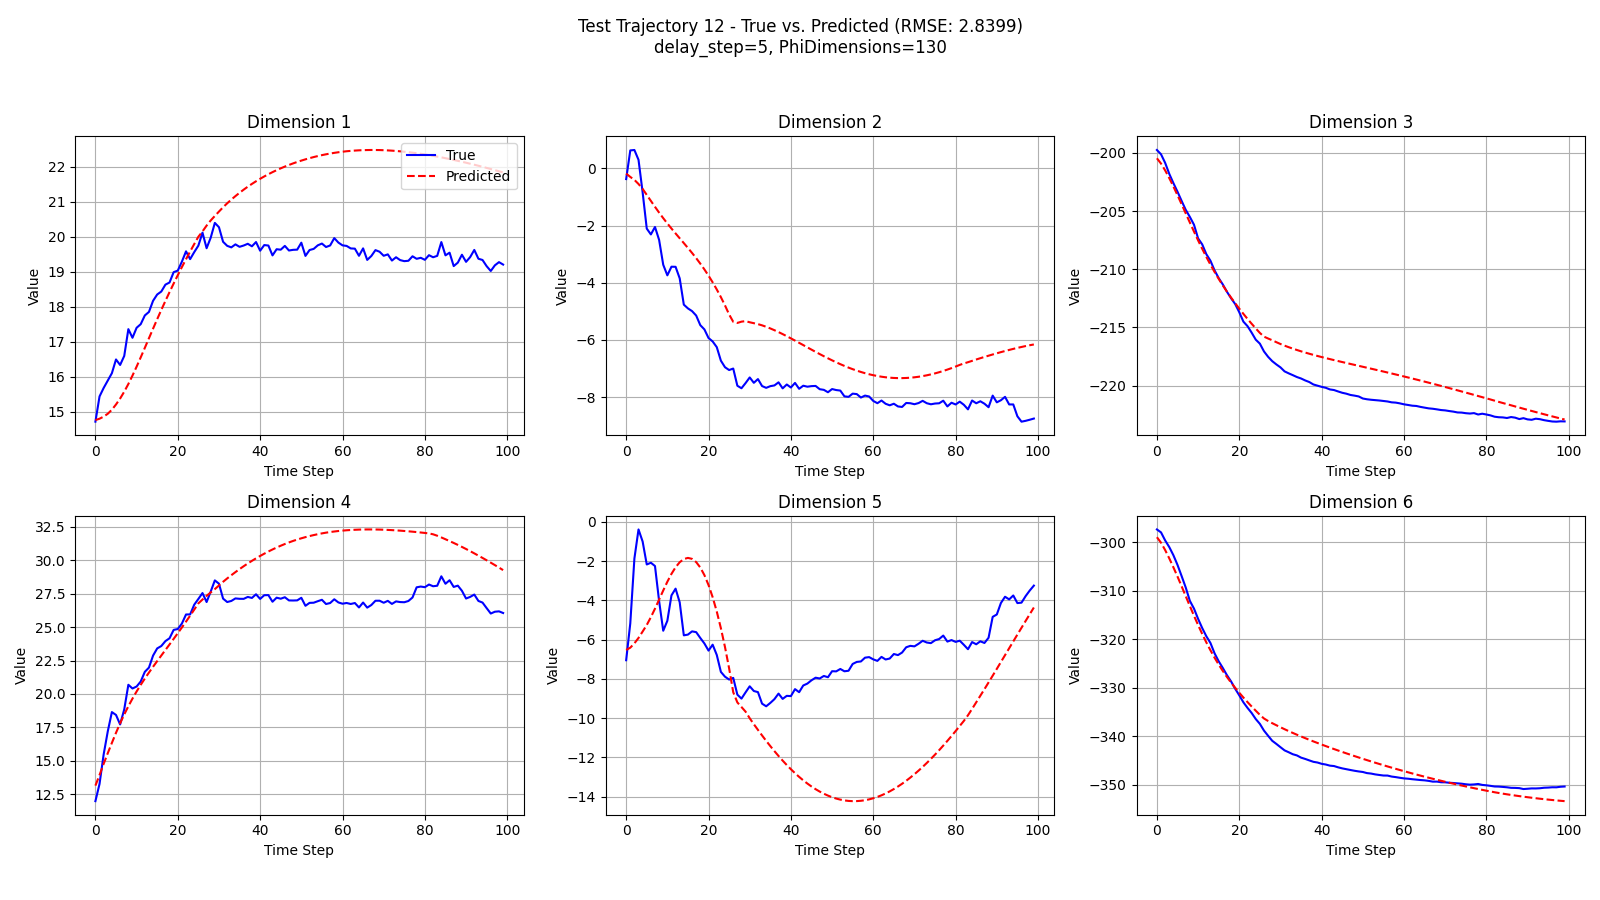 Test Trajectory 12 - True vs. Predicted (RMSE: 2.8399)
delay_step=5, PhiDimensions=130
Dimension 1
22
21
20
19
18
17
16
15
Value
0 20 40 60 80 100
Time Step
True
Predicted
Dimension 2
0
−2
−4
−6
−8
Value
0 20 40 60 80 100
Time Step
Dimension 3
−200
−205
−210
−215
−220
Value
0 20 40 60 80 100
Time Step
Dimension 4
32.5
30.0
27.5
25.0
22.5
20.0
17.5
15.0
12.5
Value
0 20 40 60 80 100
Time Step
Dimension 5
0
−2
−4
−6
−8
−10
−12
−14
Value
0 20 40 60 80 100
Time Step
Dimension 6
−300
−310
−320
−330
−340
−350
Value
0 20 40 60 80 100
Time Step